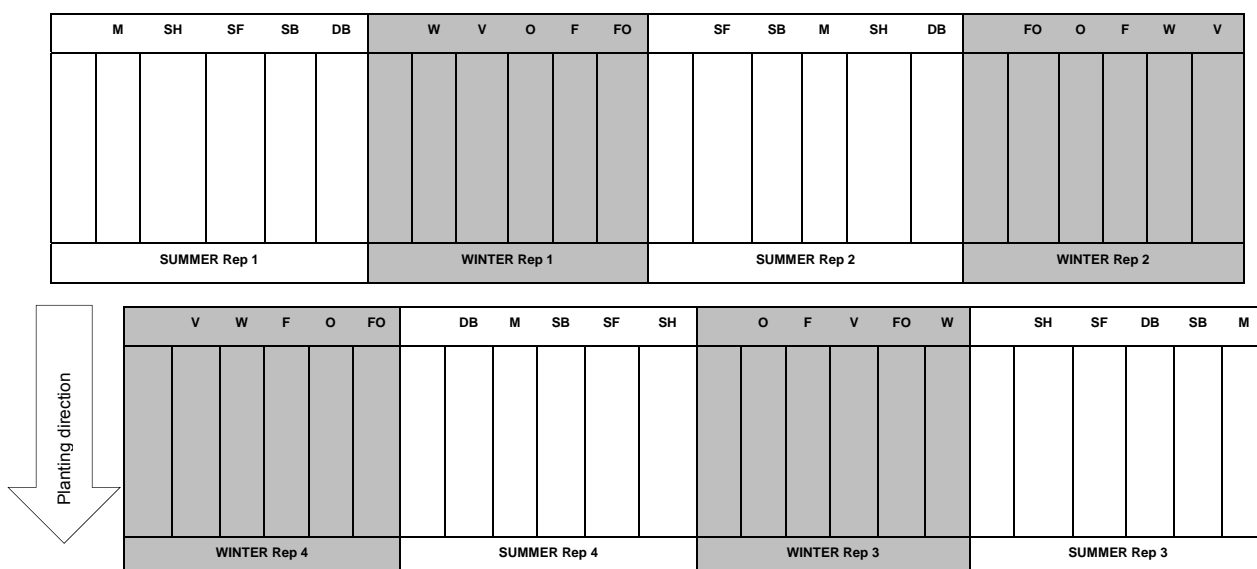 M SH SF SB DB W V O F FO SF SB M SH DB FO O F W V
SUMMER Rep 1 WINTER Rep 1 SUMMER Rep 2 WINTER Rep 2
V W F O FO DB M SB SF SH O F V FO W SH SF DB SB M
Planting direction
WINTER Rep 4 SUMMER Rep 4 WINTER Rep 3 SUMMER Rep 3